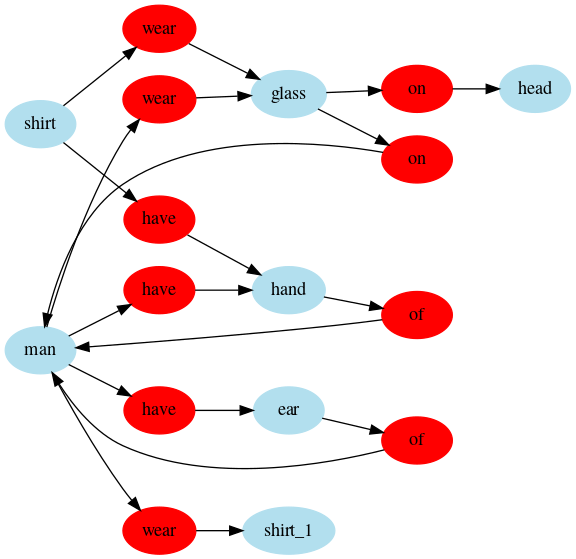 wear
wear
glass
on
head
shirt
on
have
have
hand
of
man
have
ear
of
wear
shirt_1